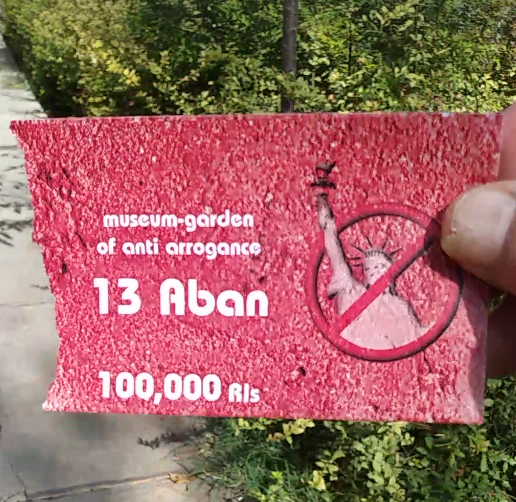 museum-garden
of anti arrogance
13 Aban
100,000 Rls